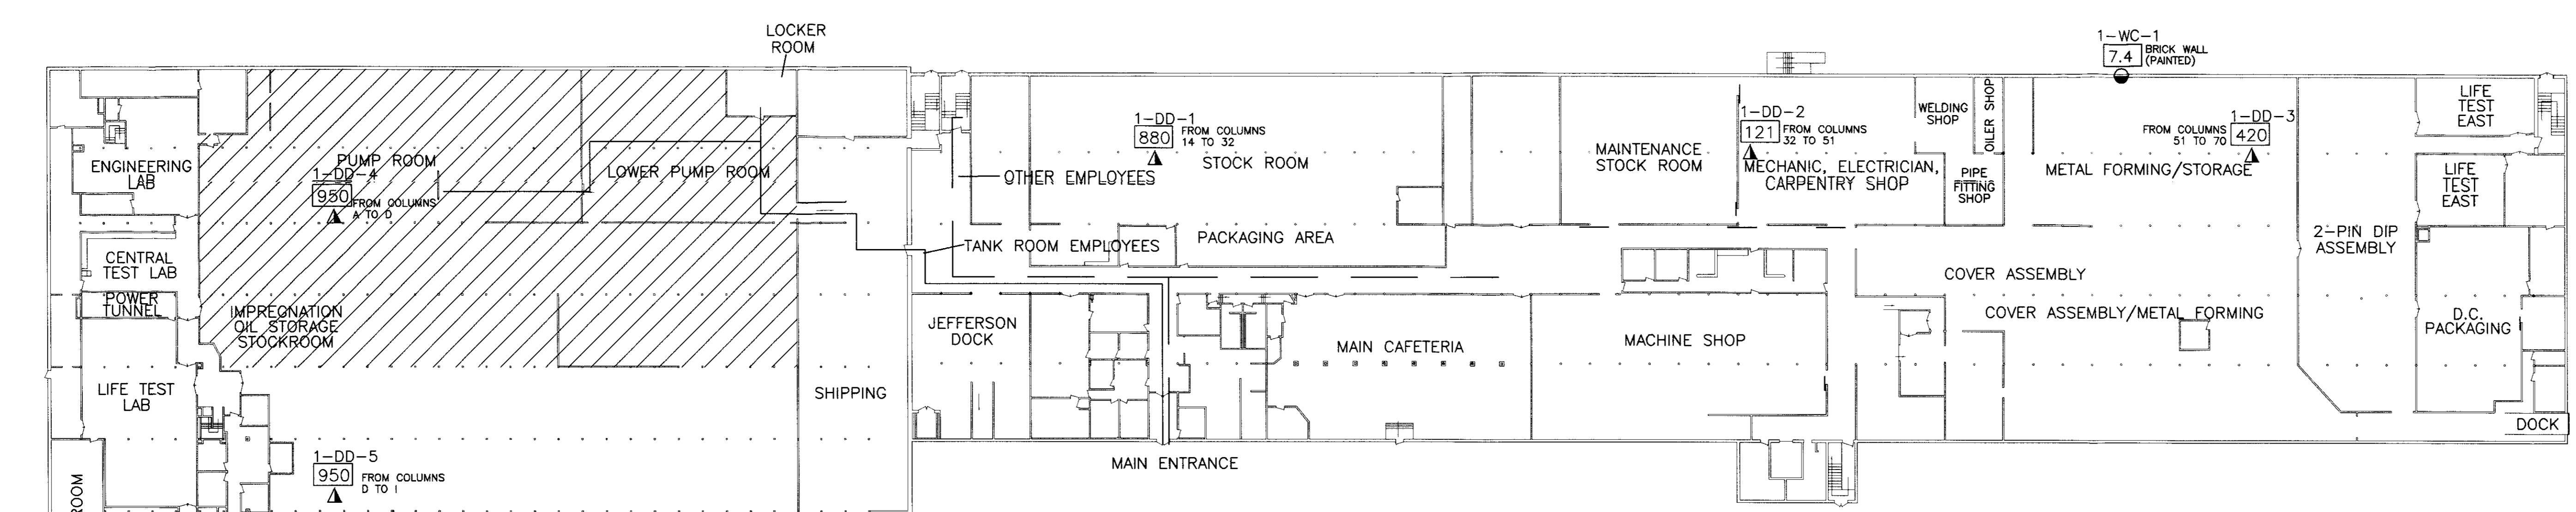 LOCKER
ROOM
1-WC-1
7.4
BRICK WALL
(PAINTED)
ENGINEERING
LAB
PUMP ROOM
1-DD-4
950
FROM COLUMNS
A TO D
LOWER PUMP ROOM
OTHER EMPLOYEES
1-DD-1
880
FROM COLUMNS
14 TO 32
STOCK ROOM
MAINTENANCE
STOCK ROOM
1-DD-2
121
FROM COLUMNS
32 TO 51
MECHANIC, ELECTRICIAN,
CARPENTRY SHOP
WELDING
SHOP
OILER SHOP
PIPE
FITTING
SHOP
1-DD-3
FROM COLUMNS
51 TO 70
420
METAL FORMING/STORAGE
LIFE
TEST
EAST
LIFE
TEST
EAST
CENTRAL
TEST LAB
POWER
TUNNEL
TANK ROOM EMPLOYEES
PACKAGING AREA
2-PIN DIP
ASSEMBLY
COVER ASSEMBLY
COVER ASSEMBLY/METAL FORMING
D.C.
PACKAGING
IMPREGNATION
OIL STORAGE
STOCKROOM
JEFFERSON
DOCK
MAIN CAFETERIA
MACHINE SHOP
LIFE TEST
LAB
SHIPPING
DOCK
MAIN ENTRANCE
1-DD-5
950
FROM COLUMNS
D TO I
ROOM